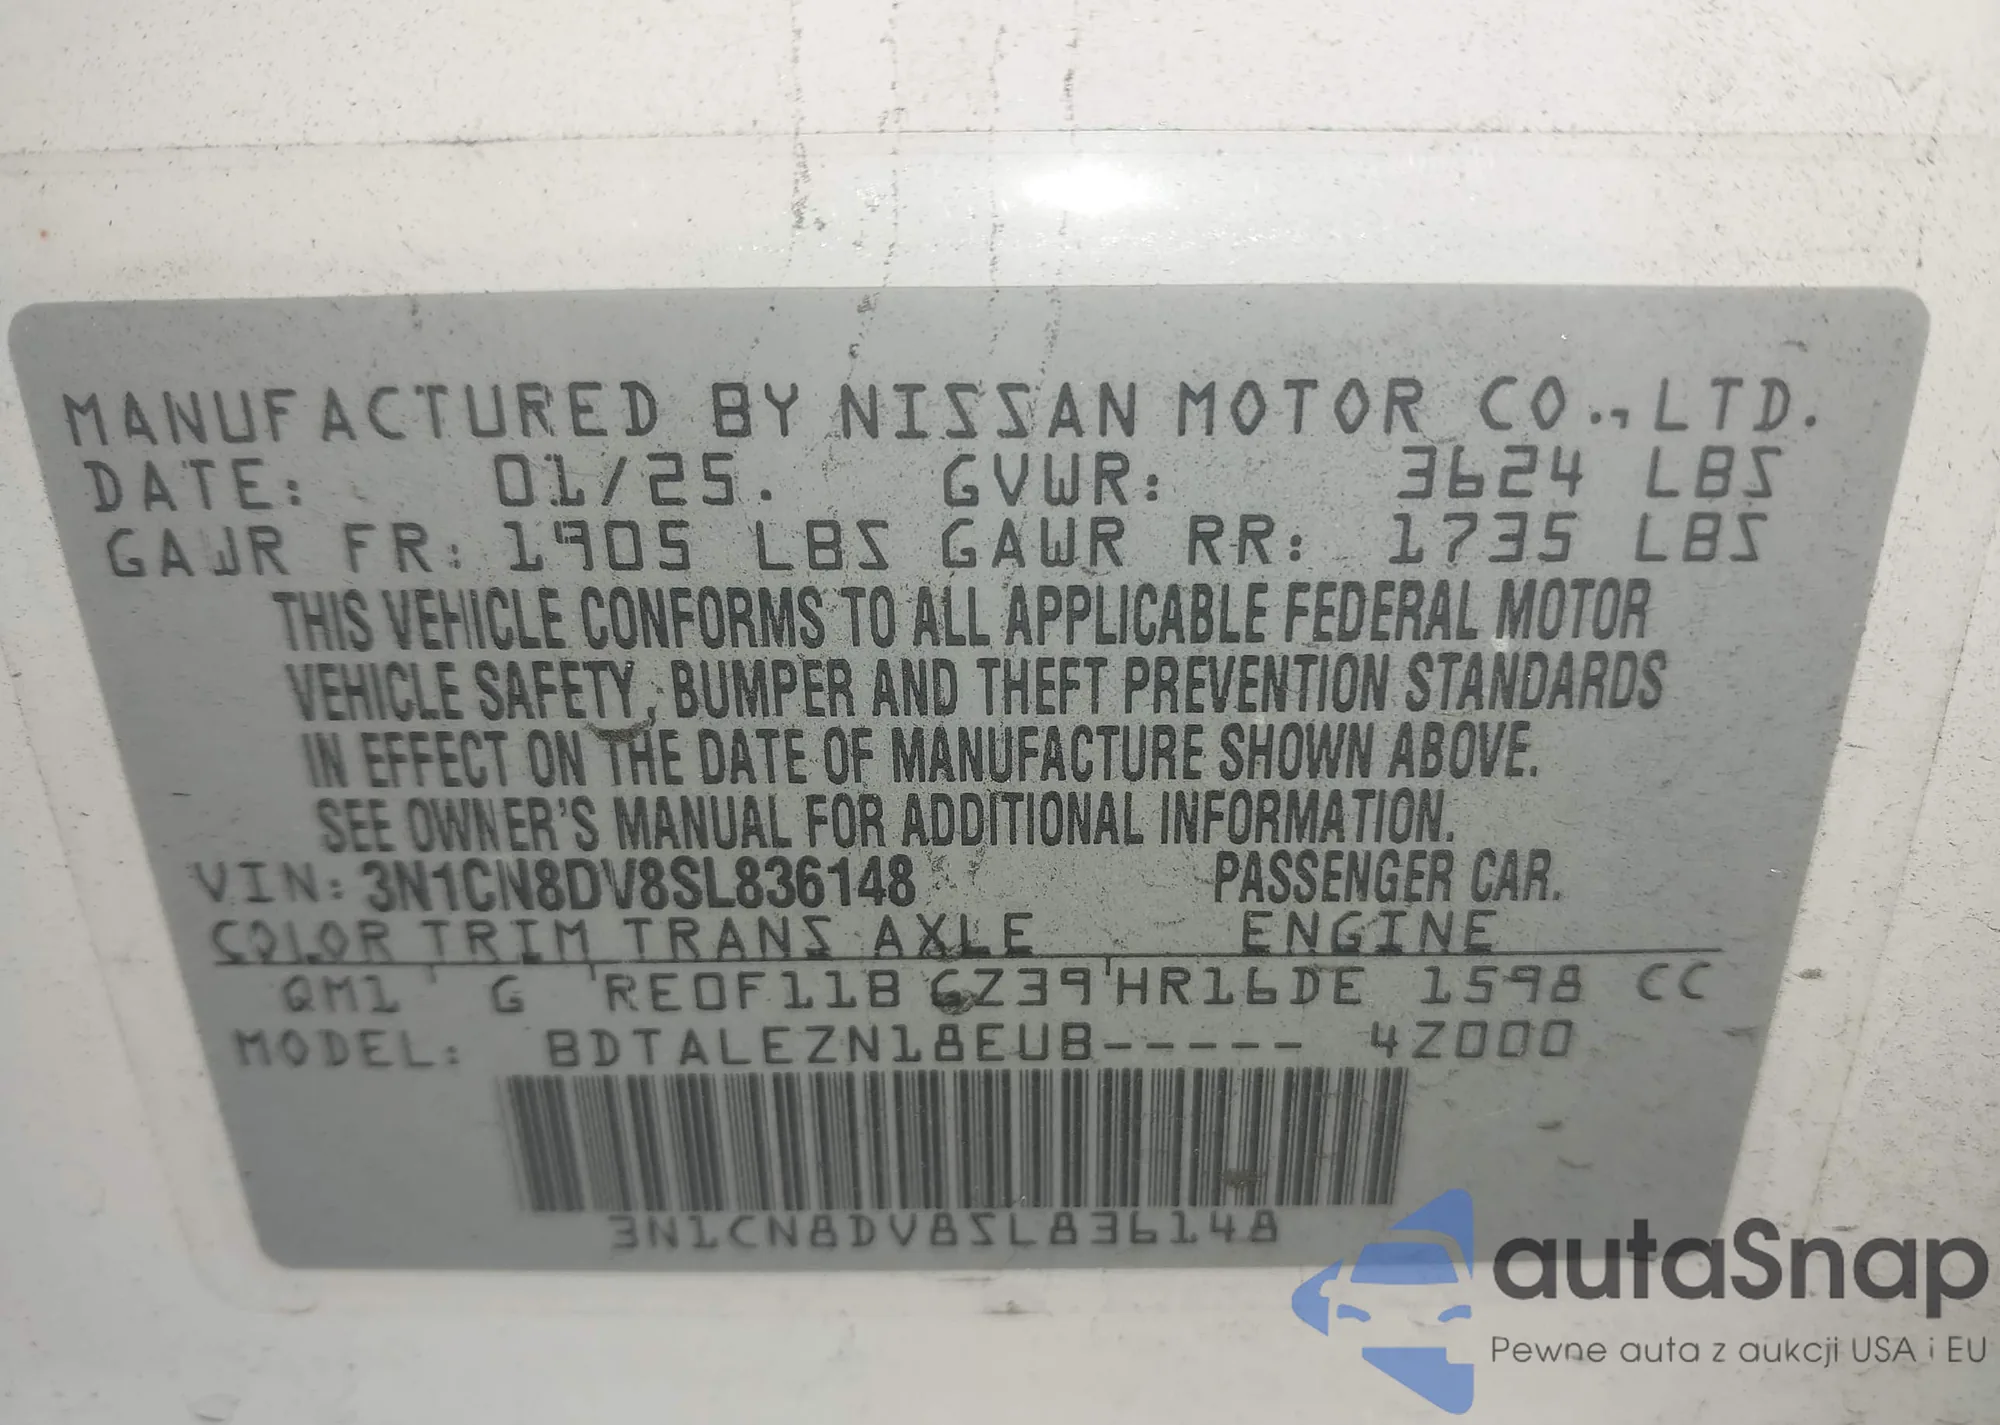 MANUFACTURED BY NISSAN MOTOR CO., LTD.
DATE: 01/25. GVWR: 3624 LBS
GAWR FR: 1905 LBS GAWR RR: 1735 LBS
THIS VEHICLE CONFORMS TO ALL APPLICABLE FEDERAL MOTOR
VEHICLE SAFETY, BUMPER AND THEFT PREVENTION STANDARDS
IN EFFECT ON THE DATE OF MANUFACTURE SHOWN ABOVE.
SEE OWNER'S MANUAL FOR ADDITIONAL INFORMATION.
VIN: 3N1CN8DV8SL836148 PASSENGER CAR.
COLOR TRIM TRANS AXLE ENGINE
QM1 G RE0F11B GZ39 HR16DE 1598 CC
MODEL: BDTALEZN18EUB----- 4Z000
3N1CN8DV8SL836148
autaSnap
Pewne auta z aukcji USA i EU